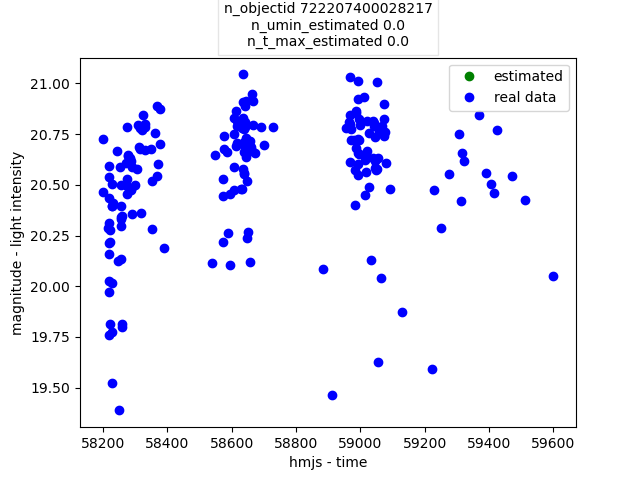 n_objectid 722207400028217
n_umin_estimated 0.0
n_t_max_estimated 0.0
21.00
20.75
20.50
20.25
20.00
19.75
19.50
magnitude - light intensity
estimated
real data
58200 58400 58600 58800 59000 59200 59400 59600
hmjs - time